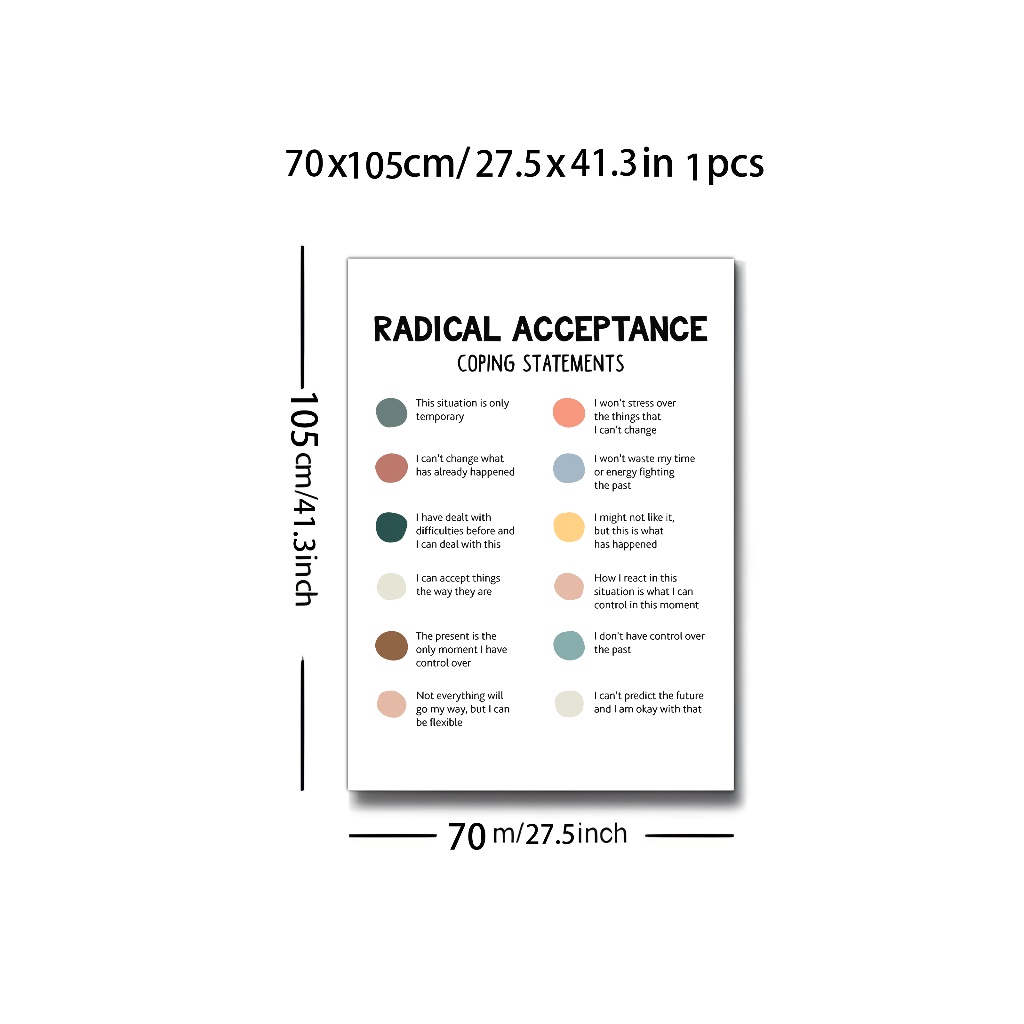 70x105cm/27.5x41.3in 1pcs
105cm/41.3inch
RADICAL ACCEPTANCE
COPING STATEMENTS
This situation is only
temporary
I can't change what
has already happened
I have dealt with
difficulties before and
I can deal with this
I can accept things
the way they are
The present is the
only moment I have
control over
Not everything will
go my way, but I can
be flexible
I won't stress over
the things that
I can't change
I won't waste my time
or energy fighting
the past
I might not like it,
but this is what
has happened
How I react in this
situation is what I can
control in this moment
I don't have control over
the past
I can't predict the future
and I am okay with that
70 m/27.5inch